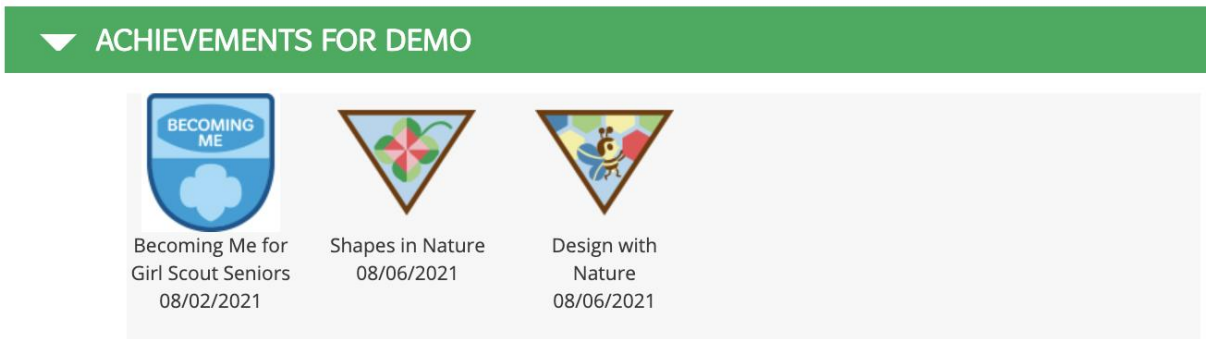 ACHIEVEMENTS FOR DEMO
BECOMING
ME
Becoming Me for
Girl Scout Seniors
08/02/2021
Shapes in Nature
08/06/2021
Design with
Nature
08/06/2021